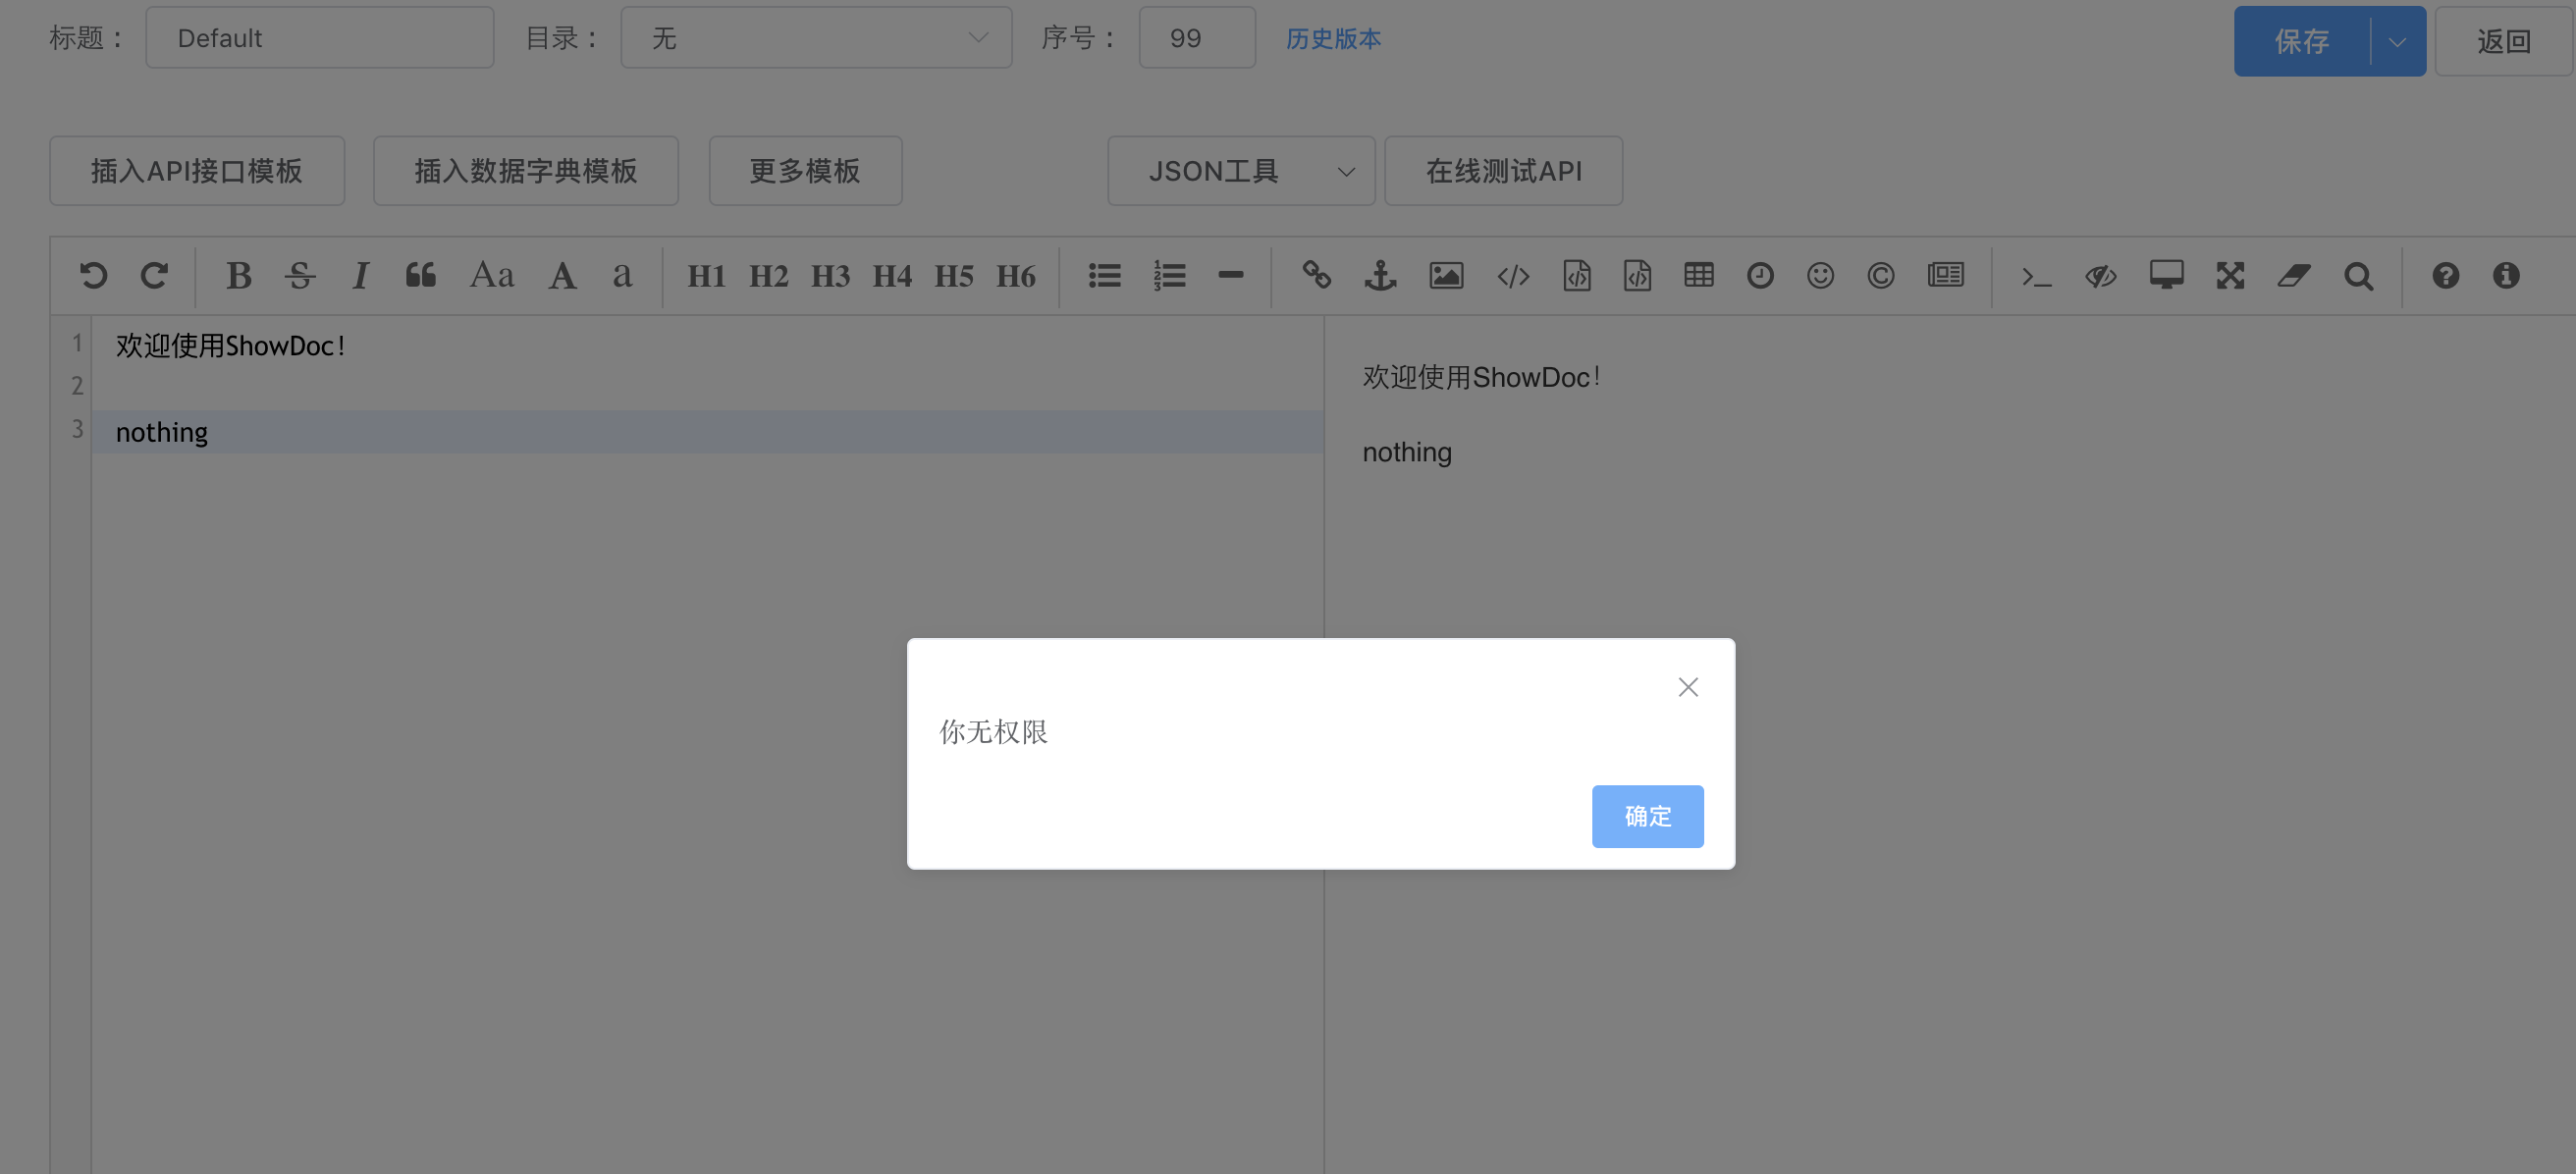 标题： Default 目录： 无 序号： 99 历史版本 保存 返回
插入API接口模板 插入数据字典模板 更多模板 JSON工具 在线测试API
B S I Aa A a H1 H2 H3 H4 H5 H6
1 欢迎使用ShowDoc！
2
3 nothing
欢迎使用ShowDoc！
nothing
你无权限
确定